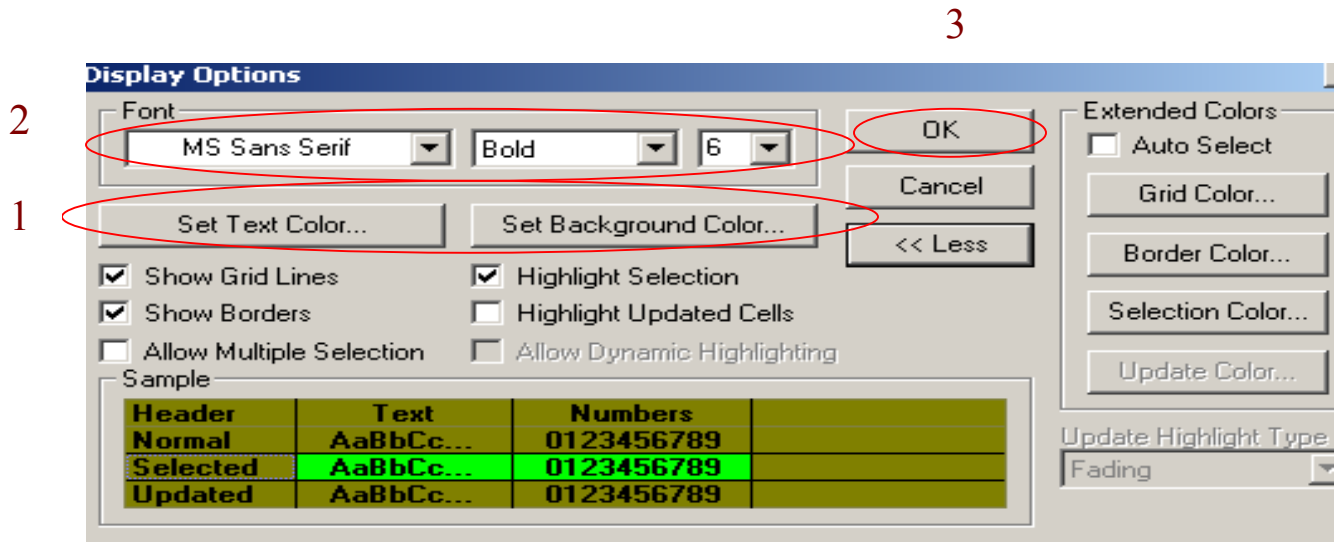 3
Display Options
2
Font
MS Sans Serif Bold 6
OK
Cancel
<< Less
1
Set Text Color... Set Background Color...
Show Grid Lines Highlight Selection
Show Borders Highlight Updated Cells
Allow Multiple Selection Allow Dynamic Highlighting
Sample
Header Text Numbers
Normal AaBbCc... 0123456789
Selected AaBbCc... 0123456789
Updated AaBbCc... 0123456789
Extended Colors
Auto Select
Grid Color...
Border Color...
Selection Color...
Update Color...
Update Highlight Type
Fading